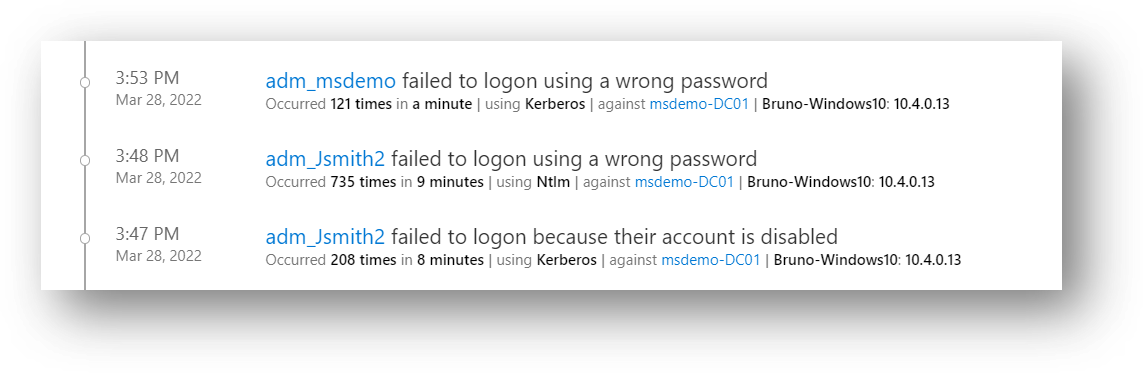 3:53 PM
Mar 28, 2022
adm_msdemo failed to logon using a wrong password
Occurred 121 times in a minute | using Kerberos | against msdemo-DC01 | Bruno-Windows10: 10.4.0.13
3:48 PM
Mar 28, 2022
adm_Jsmith2 failed to logon using a wrong password
Occurred 735 times in 9 minutes | using Ntlm | against msdemo-DC01 | Bruno-Windows10: 10.4.0.13
3:47 PM
Mar 28, 2022
adm_Jsmith2 failed to logon because their account is disabled
Occurred 208 times in 8 minutes | using Kerberos | against msdemo-DC01 | Bruno-Windows10: 10.4.0.13